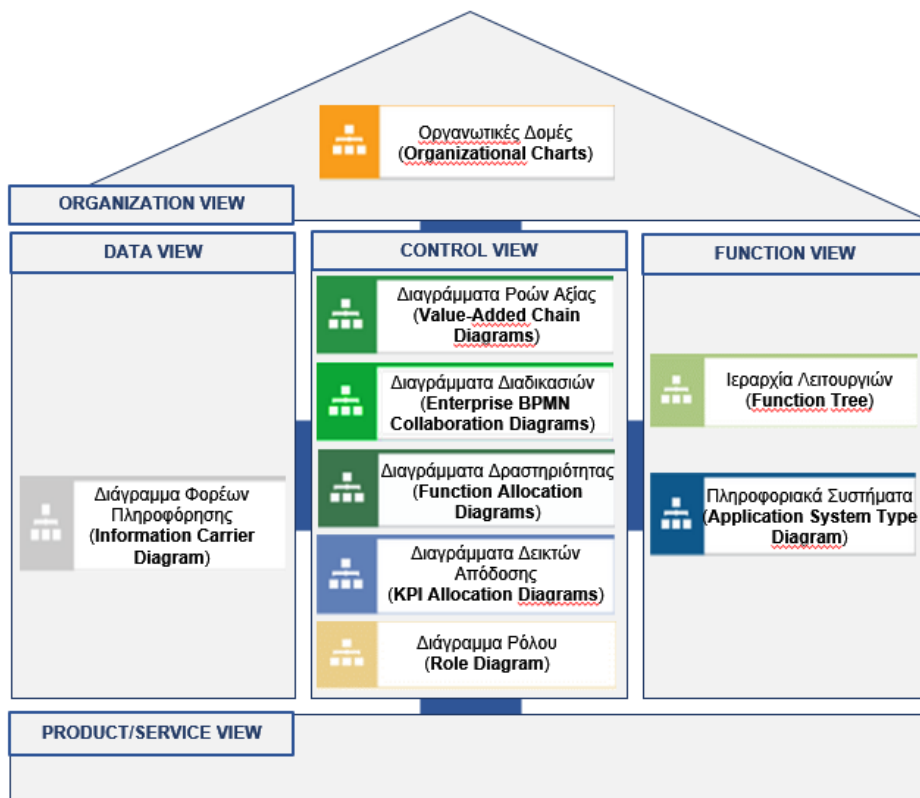 Οργανωτικές Δομές
(Organizational Charts)
ORGANIZATION VIEW
DATA VIEW
Διάγραμμα Φορέων
Πληροφόρησης
(Information Carrier
Diagram)
CONTROL VIEW
Διαγράμματα Ροών Αξίας
(Value-Added Chain
Diagrams)
Διαγράμματα Διαδικασιών
(Enterprise BPMN
Collaboration Diagrams)
Διαγράμματα Δραστηριότητας
(Function Allocation
Diagrams)
Διαγράμματα Δεικτών
Απόδοσης
(KPI Allocation Diagrams)
Διάγραμμα Ρόλου
(Role Diagram)
FUNCTION VIEW
Ιεραρχία Λειτουργιών
(Function Tree)
Πληροφοριακά Συστήματα
(Application System Type
Diagram)
PRODUCT/SERVICE VIEW